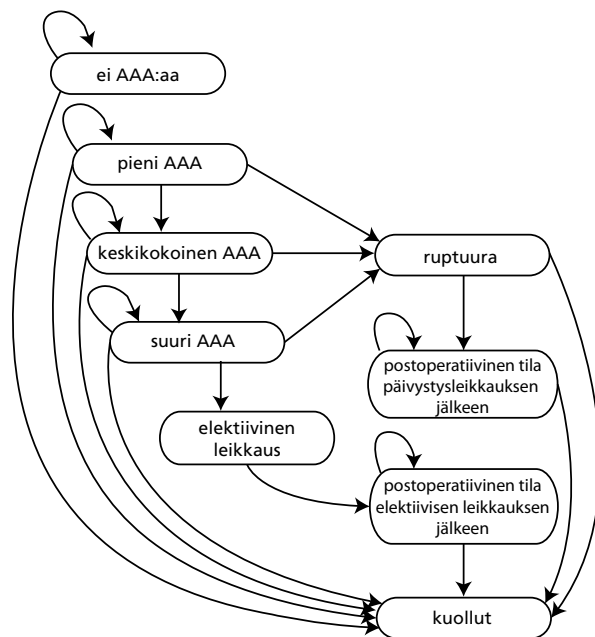 ei AAA:aa
pieni AAA
keskikokoinen AAA
ruptuura
suuri AAA
postoperatiivinen tila
päivystysleikkauksen
jälkeen
elektiivinen
leikkaus
postoperatiivinen tila
elektiivisen leikkauksen
jälkeen
kuollut